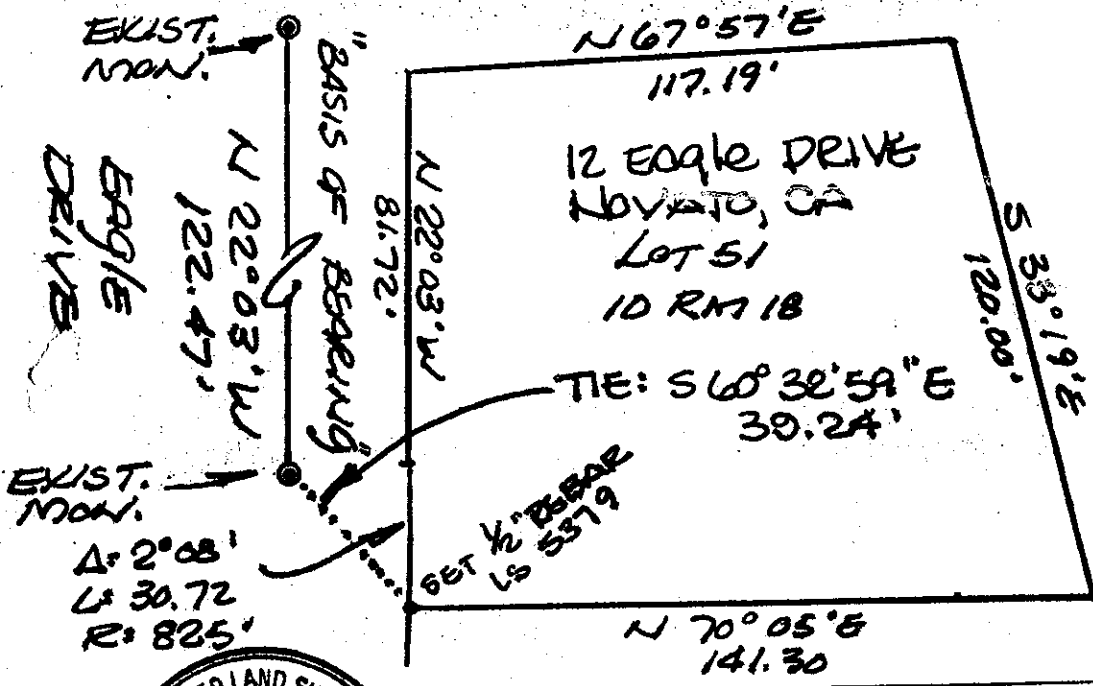 EXIST.
MON.
"BASIS OF BEARING"
N 22°03'W
122.47'
EAGLE
DRIVE
N 67°57'E
117.19'
N 22°03'W
81.72'
12 EAglE DRIVE
NOVATO, CA
LOT 51
10 RM 18
S 33°19'E
120.00'
TIE: S 60°32'59"E
39.24'
EXIST.
MON.
Δ: 2°08'
L: 30.72
R: 825'
SET 1/2" REBAR
LS 5379
N 70°05'E
141.30
LAND